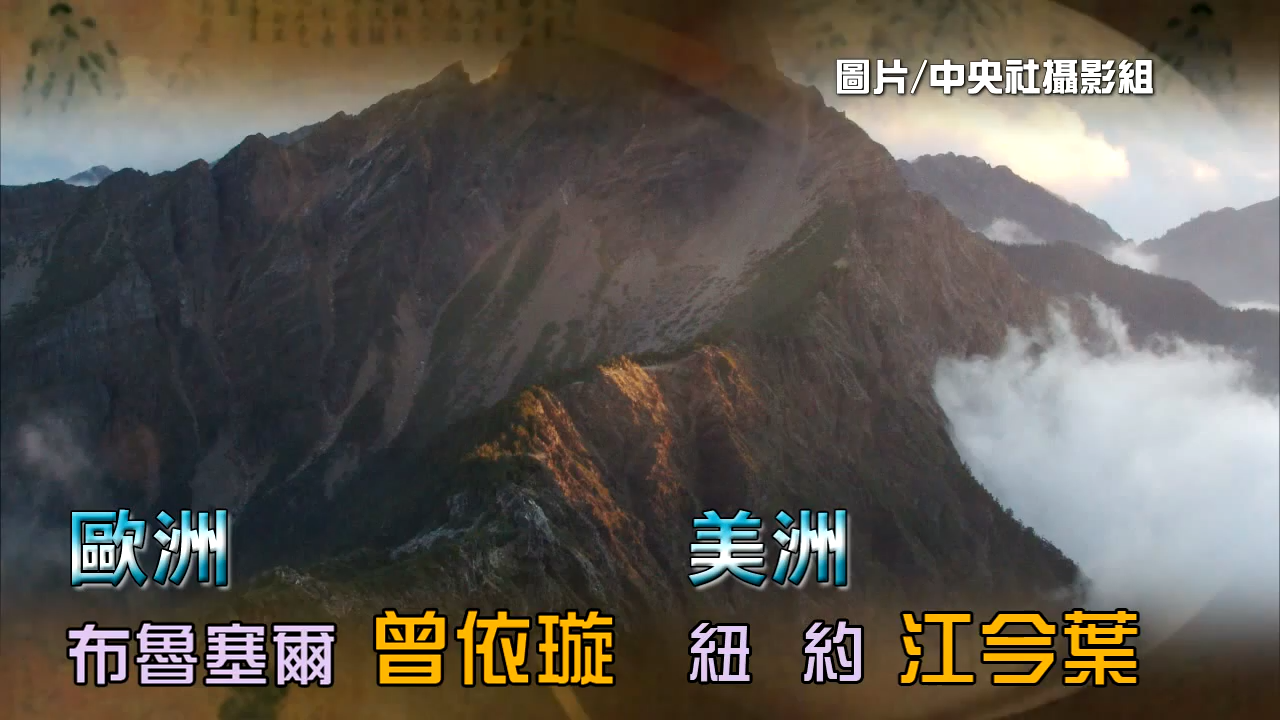 圖片/中央社攝影組
歐洲
美洲
布魯塞爾 曾依璇
紐 約 江今葉